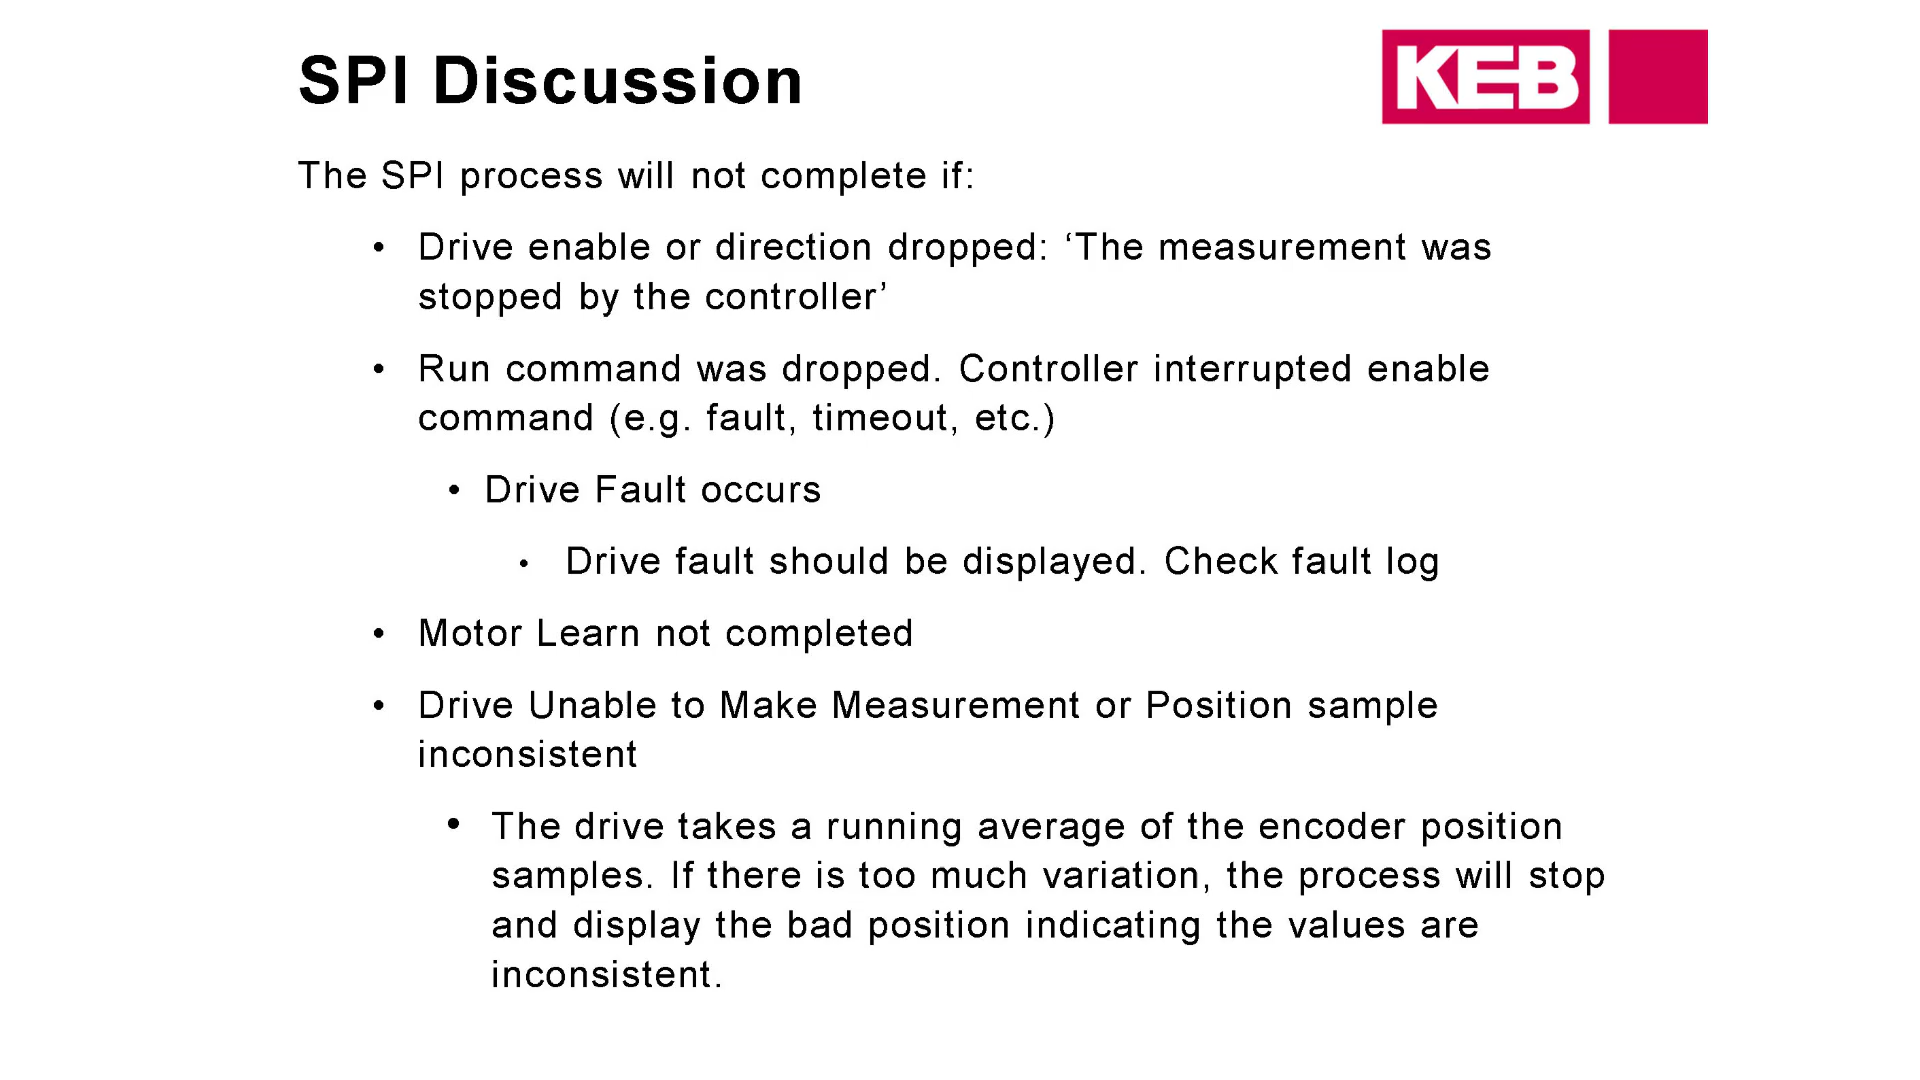 SPI Discussion
KEB
The SPI process will not complete if:
• Drive enable or direction dropped: ‘The measurement was
stopped by the controller’
• Run command was dropped. Controller interrupted enable
command (e.g. fault, timeout, etc.)
• Drive Fault occurs
• Drive fault should be displayed. Check fault log
• Motor Learn not completed
• Drive Unable to Make Measurement or Position sample
inconsistent
• The drive takes a running average of the encoder position
samples. If there is too much variation, the process will stop
and display the bad position indicating the values are
inconsistent.